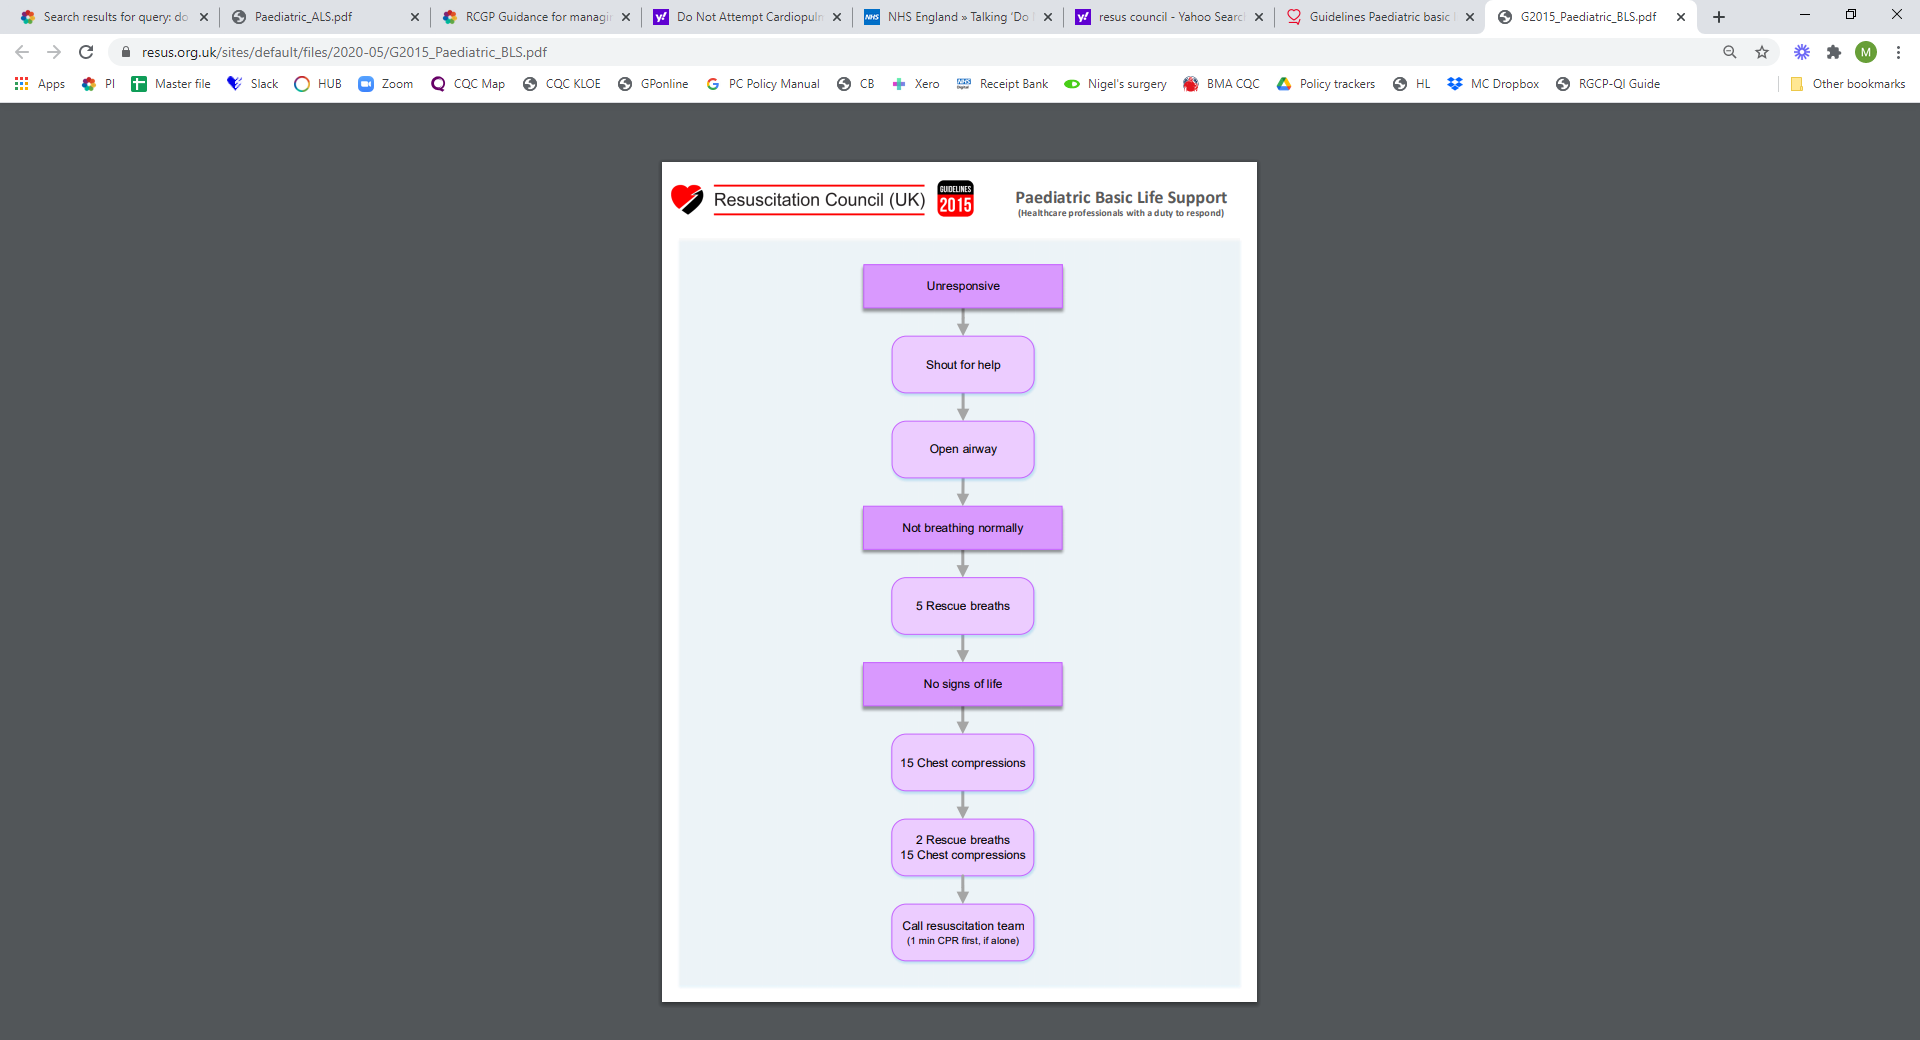 Search results for query: do
Paediatric_ALS.pdf
RCGP Guidance for managi
Do Not Attempt Cardiopuln
NHS England » Talking ‘Do
resus council - Yahoo Searc
Guidelines Paediatric basic
G2015_Paediatric_BLS.pdf
resus.org.uk/sites/default/files/2020-05/G2015_Paediatric_BLS.pdf
M
Apps PI Master file Slack HUB Zoom CQC Map CQC KLOE GPonline PC Policy Manual CB Xero Receipt Bank Nigel's surgery BMA CQC Policy trackers HL MC Dropbox RGCP-QI Guide Other bookmarks
Resuscitation Council (UK)
GUIDELINES
2015
Paediatric Basic Life Support
(Healthcare professionals with a duty to respond)
Unresponsive
Shout for help
Open airway
Not breathing normally
5 Rescue breaths
No signs of life
15 Chest compressions
2 Rescue breaths
15 Chest compressions
Call resuscitation team
(1 min CPR first, if alone)